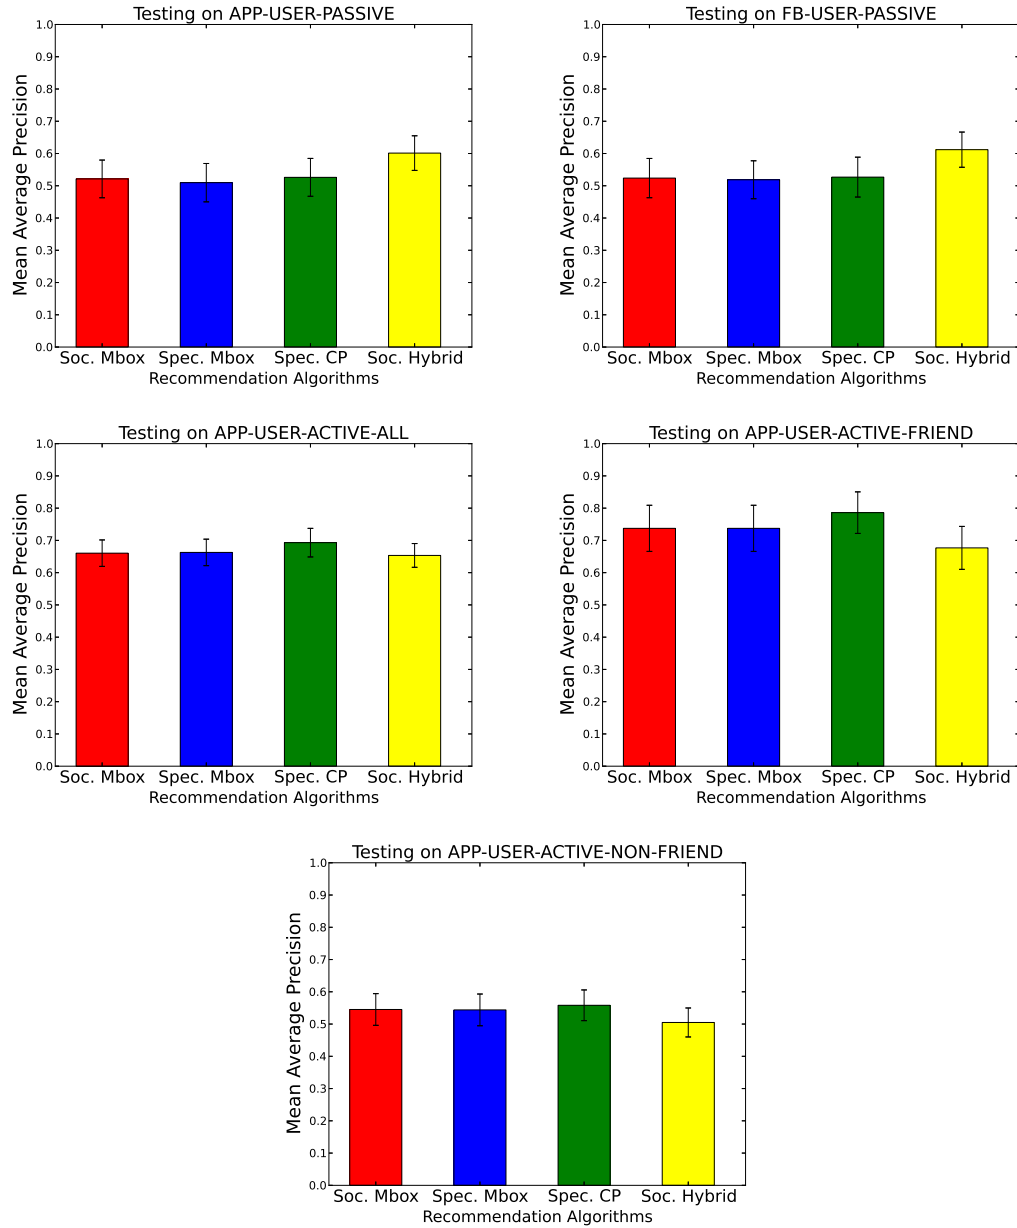 Testing on APP-USER-PASSIVE
1.0
0.9
0.8
0.7
0.6
0.5
0.4
0.3
0.2
0.1
0.0
Mean Average Precision
Soc. Mbox Spec. Mbox Spec. CP Soc. Hybrid
Recommendation Algorithms
Testing on FB-USER-PASSIVE
1.0
0.9
0.8
0.7
0.6
0.5
0.4
0.3
0.2
0.1
0.0
Mean Average Precision
Soc. Mbox Spec. Mbox Spec. CP Soc. Hybrid
Recommendation Algorithms
Testing on APP-USER-ACTIVE-ALL
1.0
0.9
0.8
0.7
0.6
0.5
0.4
0.3
0.2
0.1
0.0
Mean Average Precision
Soc. Mbox Spec. Mbox Spec. CP Soc. Hybrid
Recommendation Algorithms
Testing on APP-USER-ACTIVE-FRIEND
1.0
0.9
0.8
0.7
0.6
0.5
0.4
0.3
0.2
0.1
0.0
Mean Average Precision
Soc. Mbox Spec. Mbox Spec. CP Soc. Hybrid
Recommendation Algorithms
Testing on APP-USER-ACTIVE-NON-FRIEND
1.0
0.9
0.8
0.7
0.6
0.5
0.4
0.3
0.2
0.1
0.0
Mean Average Precision
Soc. Mbox Spec. Mbox Spec. CP Soc. Hybrid
Recommendation Algorithms